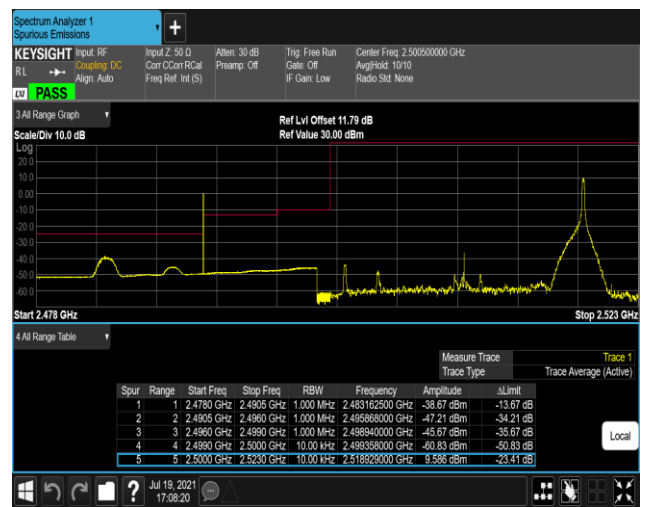 Spectrum Analyzer 1
Spurious Emissions
+
KEYSIGHT Input: RF Input Z: 50 Ω Atten: 30 dB Trig: Free Run Center Freq: 2.500500000 GHz
RL Coupling: DC Corr CCorr RCal Preamp: Off Gate: Off Avg|Hold: 10/10
Align: Auto Freq Ref: Int (S) IF Gain: Low Radio Std: None
LXI PASS
3 All Range Graph
Ref Lvl Offset 11.79 dB
Scale/Div 10.0 dB Ref Value 30.00 dBm
Log
20.0
10.0
0.00
-10.0
-20.0
-30.0
-40.0
-50.0
-60.0
Start 2.478 GHz Stop 2.523 GHz
4 All Range Table
Measure Trace Trace 1
Trace Type Trace Average (Active)
Spur Range Start Freq Stop Freq RBW Frequency Amplitude ΔLimit
1 1 2.4780 GHz 2.4905 GHz 1.000 MHz 2.483162500 GHz -38.67 dBm -13.67 dB
2 2 2.4905 GHz 2.4960 GHz 1.000 MHz 2.495868000 GHz -47.21 dBm -34.21 dB
3 3 2.4960 GHz 2.4990 GHz 1.000 MHz 2.498940000 GHz -45.67 dBm -35.67 dB
4 4 2.4990 GHz 2.5000 GHz 10.00 kHz 2.499358000 GHz -60.83 dBm -50.83 dB
5 5 2.5000 GHz 2.5230 GHz 10.00 kHz 2.518929000 GHz 9.586 dBm -23.41 dB
Local
? Jul 19, 2021
17:08:20